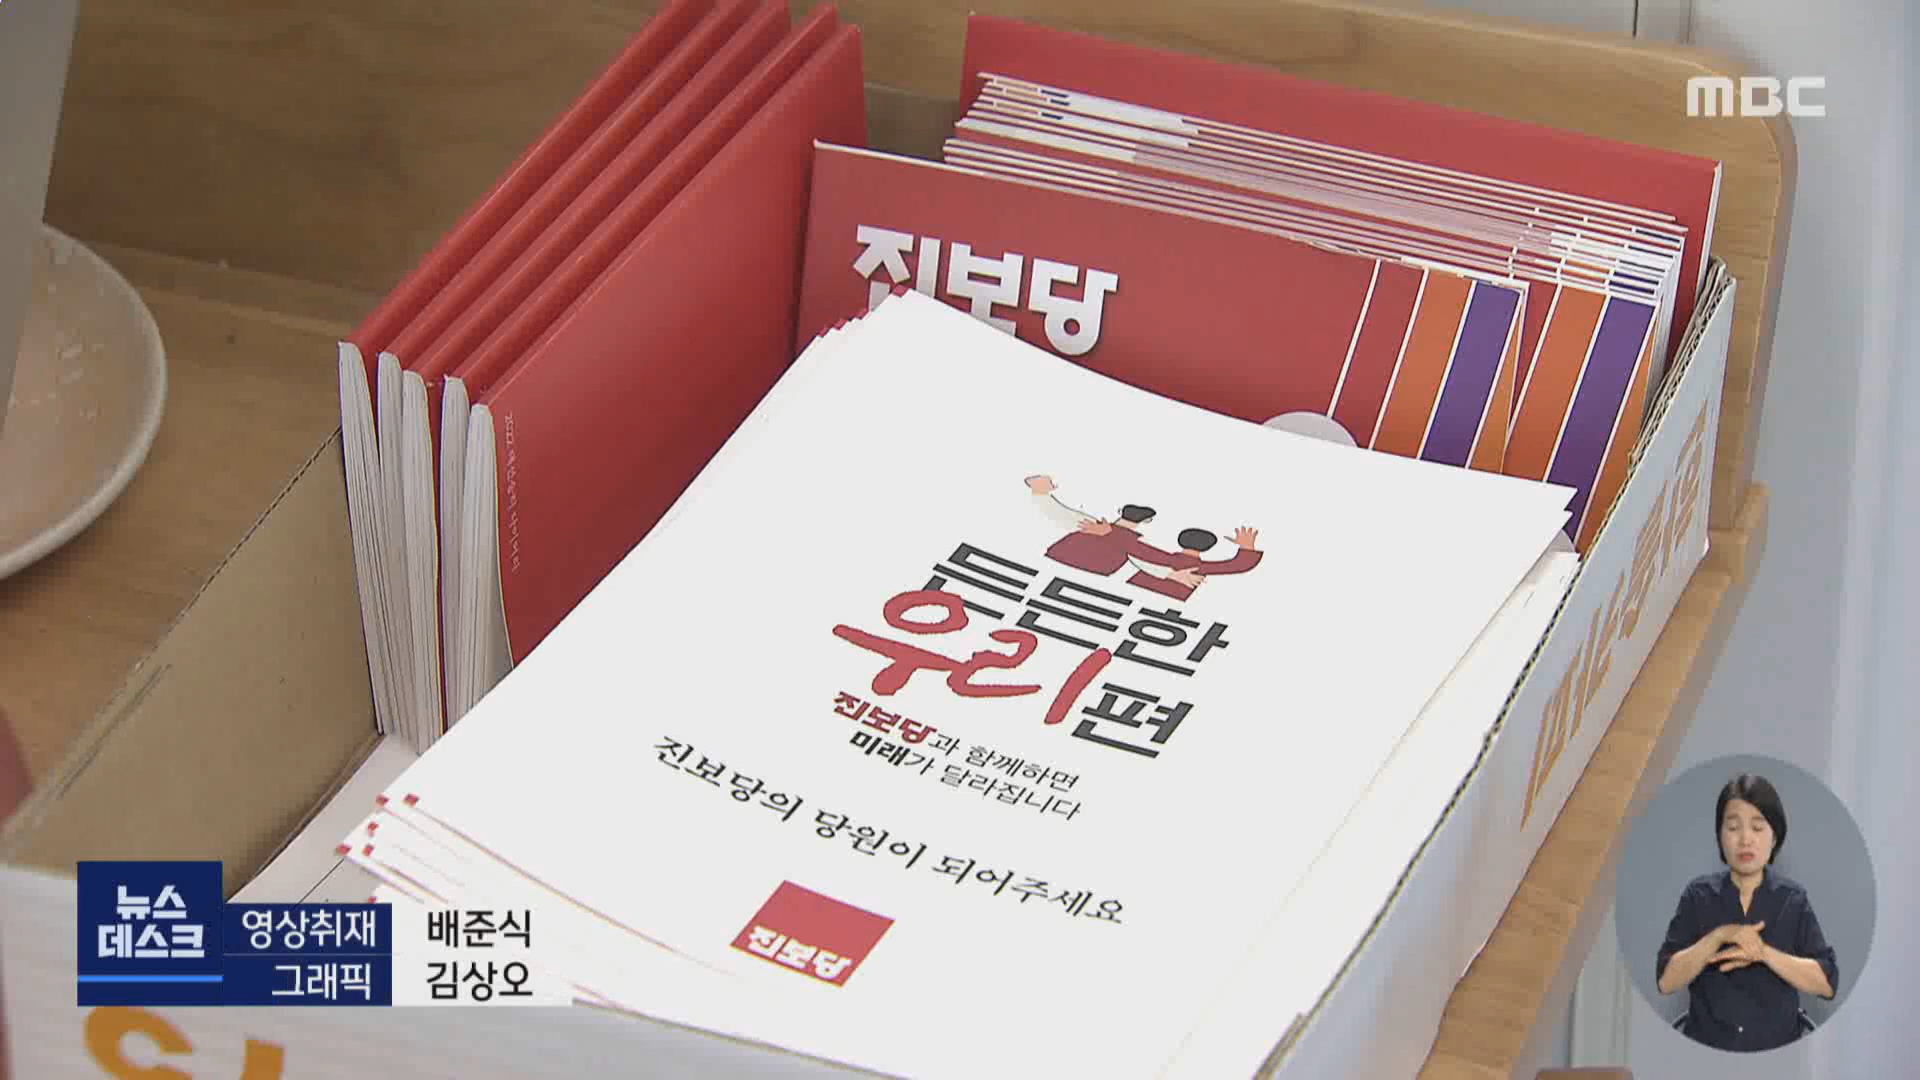 MBC
진보당
든든한
우리편
진보당과 함께하면
미래가 달라집니다
진보당의 당원이 되어주세요
진보당
뉴스
데스크
영상취재 배준식
그래픽 김상오